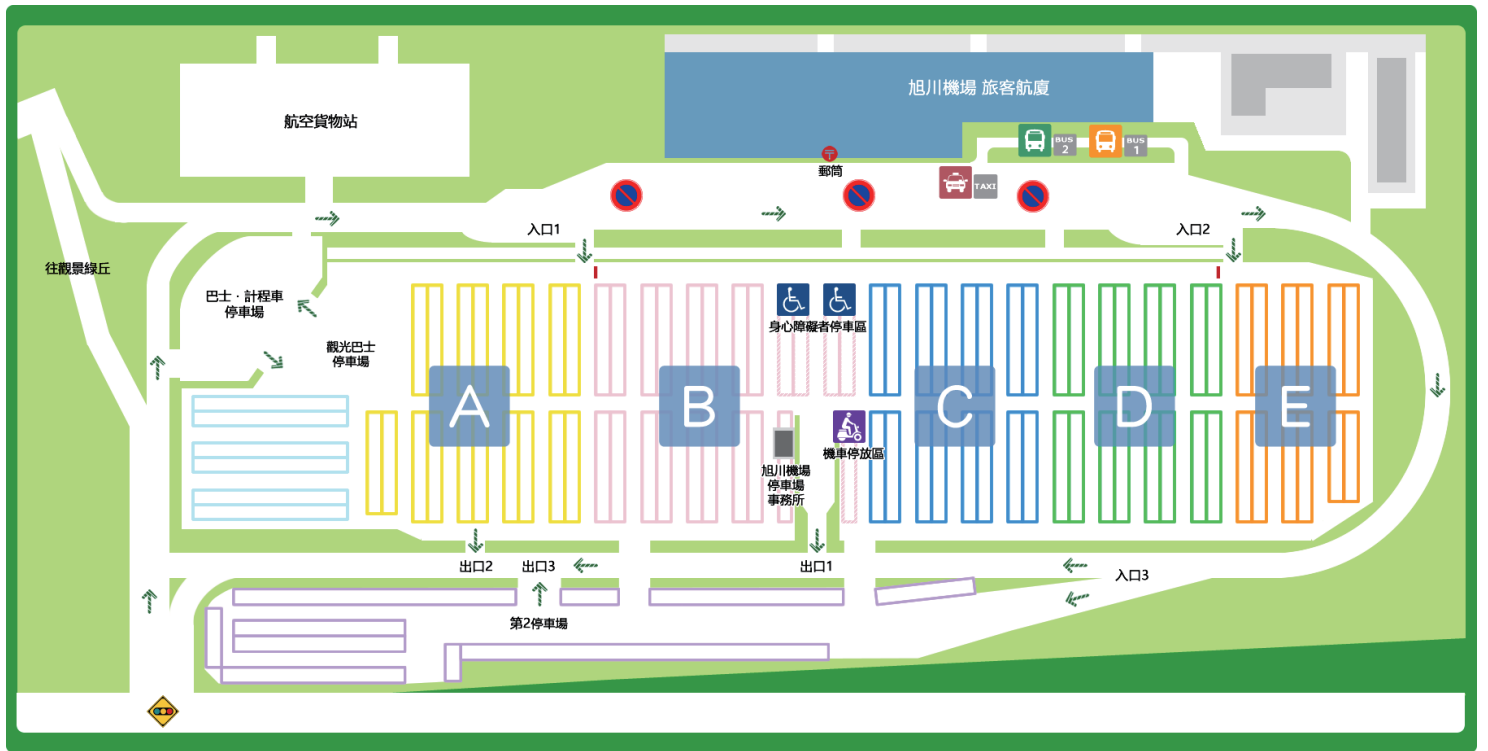 旭川機場 旅客航廈
航空貨物站
BUS
2
BUS
1
郵筒
TAXI
入口1
入口2
往觀景緑丘
巴士・計程車
停車場
身心障礙者停車區
觀光巴士
停車場
A
B
C
D
E
機車停放區
旭川機場
停車場
事務所
出口2
出口3
出口1
入口3
第2停車場